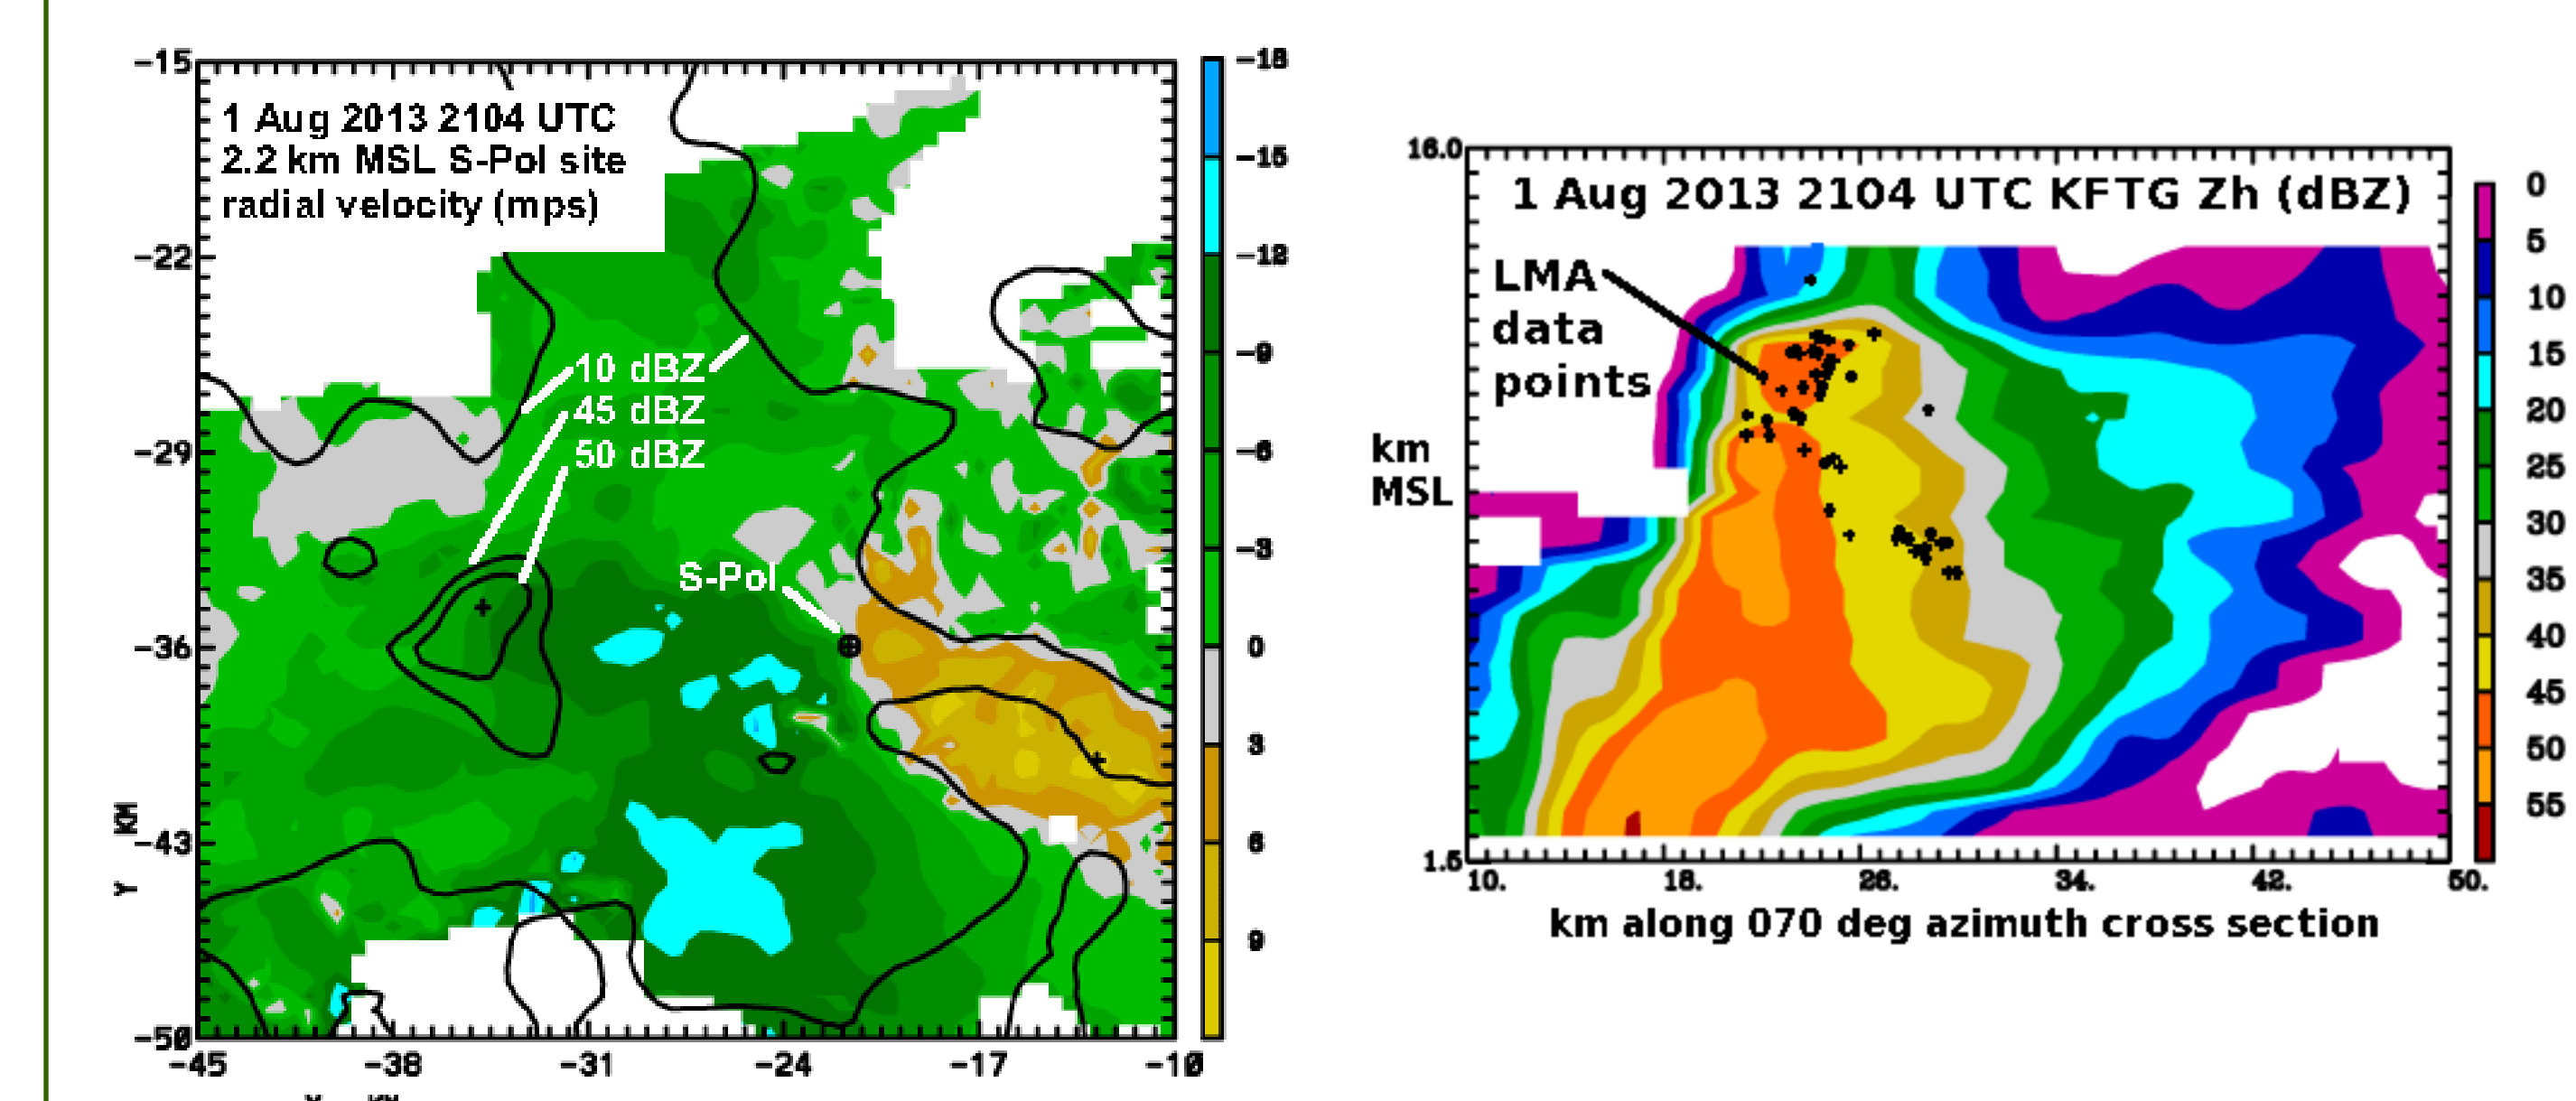 -15
-22
-29
-36
-43
-50
Y KM
-45 -38 -31 -24 -17 -10
1 Aug 2013 2104 UTC
2.2 km MSL S-Pol site
radial velocity (mps)
10 dBZ
45 dBZ
50 dBZ
S-Pol
-18
-15
-12
-9
-6
-3
0
3
6
9
16.0
1 Aug 2013 2104 UTC KFTG Zh (dBZ)
LMA
data
points
km
MSL
1.5
10. 18. 26. 34. 42. 50.
km along 070 deg azimuth cross section
0
5
10
15
20
25
30
35
40
45
50
55